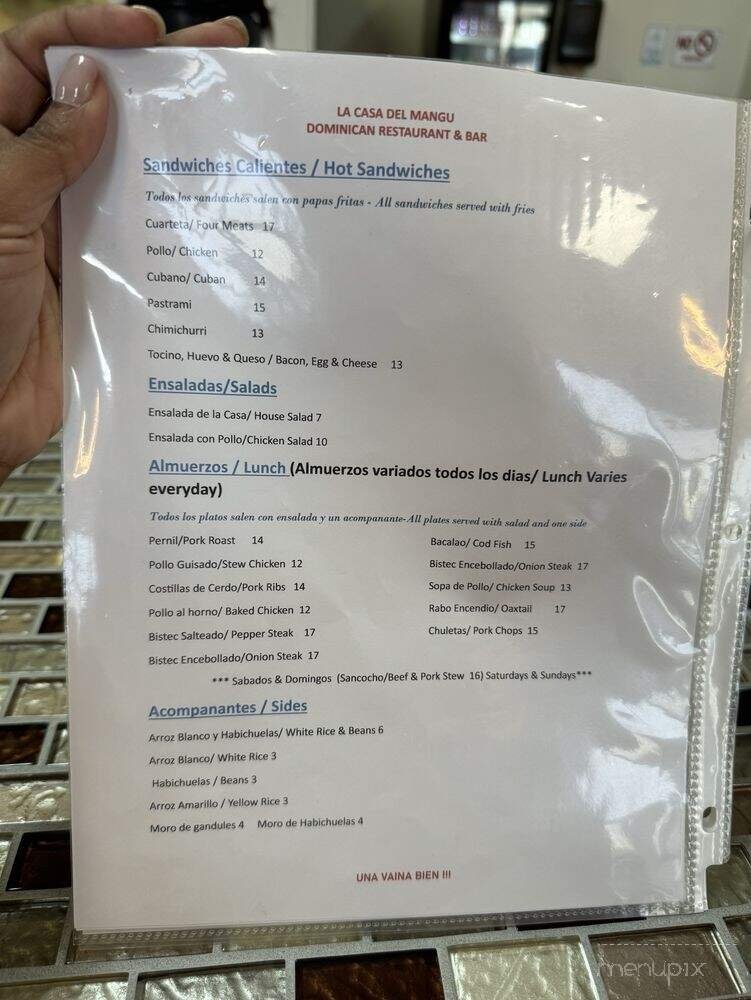 LA CASA DEL MANGU
DOMINICAN RESTAURANT & BAR
Sandwiches Calientes / Hot Sandwiches
Todos los sandwiches salen con papas fritas - All sandwiches served with fries
Cuarteta/ Four Meats 17
Pollo/ Chicken 12
Cubano/ Cuban 14
Pastrami 15
Chimichurri 13
Tocino, Huevo & Queso / Bacon, Egg & Cheese 13
Ensaladas/Salads
Ensalada de la Casa/ House Salad 7
Ensalada con Pollo/Chicken Salad 10
Almuerzos / Lunch (Almuerzos variados todos los dias/ Lunch Varies
everyday)
Todos los platos salen con ensalada y un acompanante-All plates served with salad and one side
Pernil/Pork Roast 14
Pollo Guisado/Stew Chicken 12
Costillas de Cerdo/Pork Ribs 14
Pollo al horno/ Baked Chicken 12
Bistec Salteado/ Pepper Steak 17
Bistec Encebollado/Onion Steak 17
Bacalao/ Cod Fish 15
Bistec Encebollado/Onion Steak 17
Sopa de Pollo/ Chicken Soup 13
Rabo Encendio/ Oaxtail 17
Chuletas/ Pork Chops 15
*** Sabados & Domingos (Sancocho/Beef & Pork Stew 16) Saturdays & Sundays***
Acompanantes / Sides
Arroz Blanco y Habichuelas/ White Rice & Beans 6
Arroz Blanco/ White Rice 3
Habichuelas / Beans 3
Arroz Amarillo / Yellow Rice 3
Moro de gandules 4 Moro de Habichuelas 4
UNA VAINA BIEN !!!
menupix